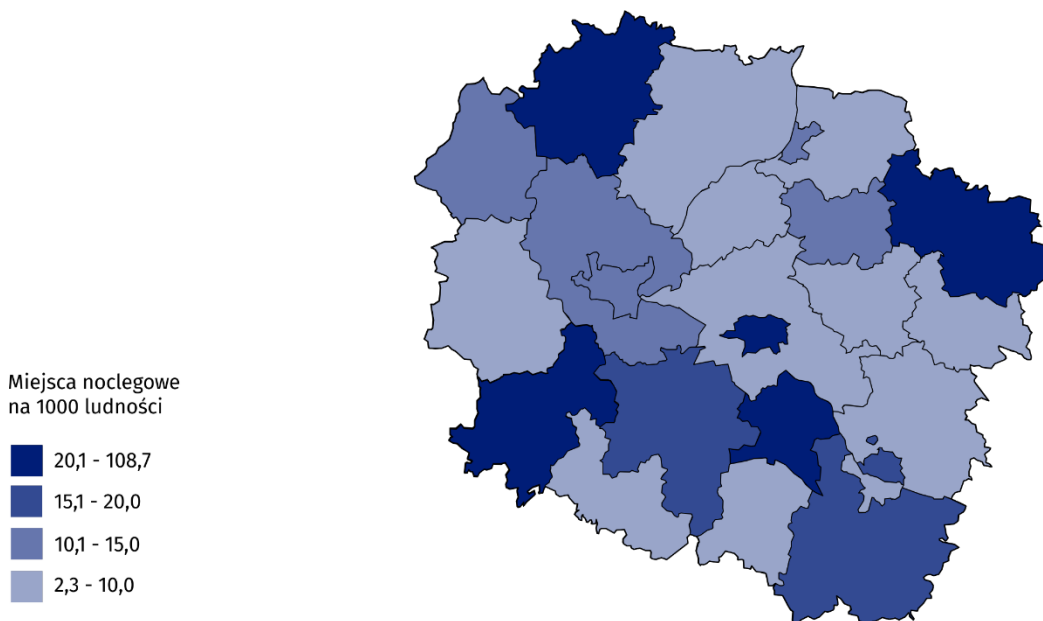 Miejsca noclegowe
na 1000 ludności
20,1 - 108,7
15,1 - 20,0
10,1 - 15,0
2,3 - 10,0